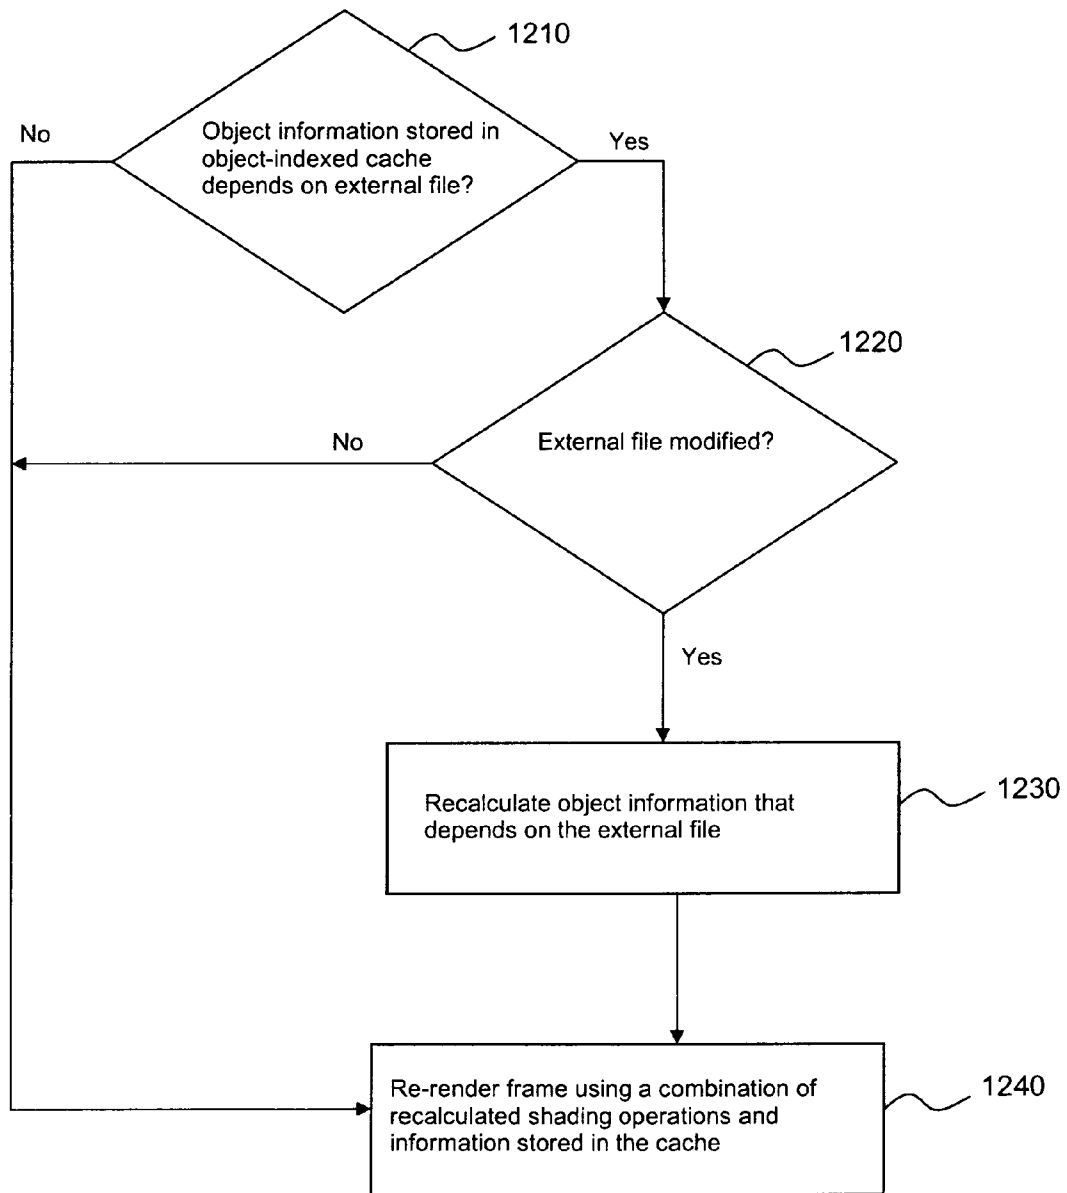 1210
No
Object information stored in
object-indexed cache
depends on external file?
Yes
1220
External file modified?
No
Yes
1230
Recalculate object information that
depends on the external file
1240
Re-render frame using a combination of
recalculated shading operations and
information stored in the cache